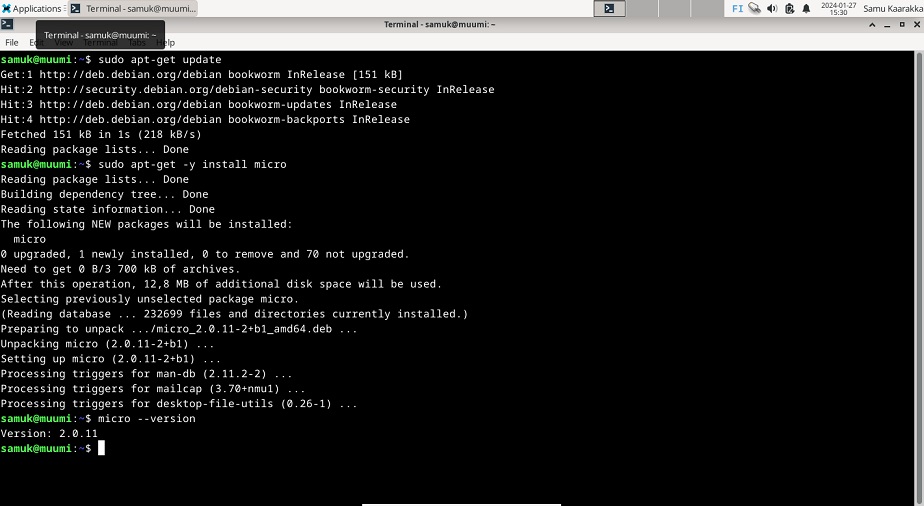 Applications
Terminal - samuk@muumi...
FI
2024-01-27
15:30
Samu Kaarakka
Terminal - samuk@muumi: ~
File Edit View Terminal Tabs Help
Terminal - samuk@muumi: ~
samuk@muumi:~$ sudo apt-get update
Get:1 http://deb.debian.org/debian bookworm InRelease [151 kB]
Hit:2 http://security.debian.org/debian-security bookworm-security InRelease
Hit:3 http://deb.debian.org/debian bookworm-updates InRelease
Hit:4 http://deb.debian.org/debian bookworm-backports InRelease
Fetched 151 kB in 1s (218 kB/s)
Reading package lists... Done
samuk@muumi:~$ sudo apt-get -y install micro
Reading package lists... Done
Building dependency tree... Done
Reading state information... Done
The following NEW packages will be installed:
  micro
0 upgraded, 1 newly installed, 0 to remove and 70 not upgraded.
Need to get 0 B/3 700 kB of archives.
After this operation, 12,8 MB of additional disk space will be used.
Selecting previously unselected package micro.
(Reading database ... 232699 files and directories currently installed.)
Preparing to unpack .../micro_2.0.11-2+b1_amd64.deb ...
Unpacking micro (2.0.11-2+b1) ...
Setting up micro (2.0.11-2+b1) ...
Processing triggers for man-db (2.11.2-2) ...
Processing triggers for mailcap (3.70+nmu1) ...
Processing triggers for desktop-file-utils (0.26-1) ...
samuk@muumi:~$ micro --version
Version: 2.0.11
samuk@muumi:~$